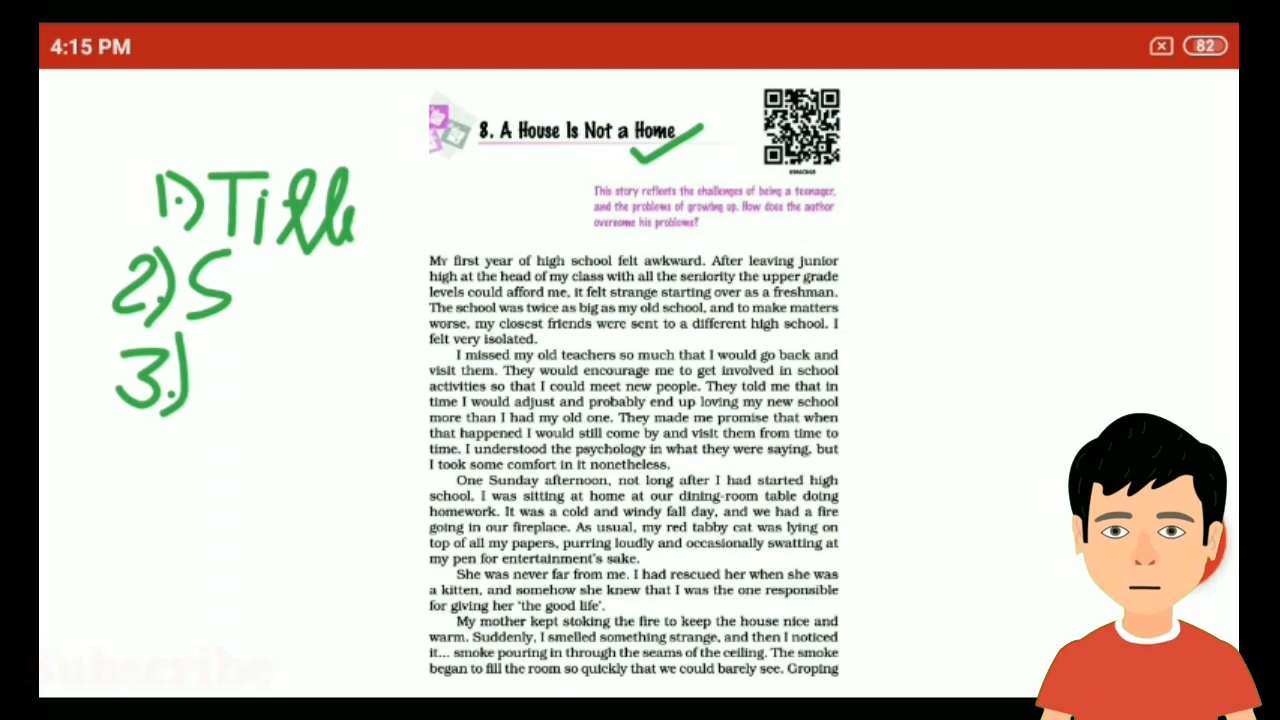 4:15 PM
82
8. A House Is Not a Home
1) Title
2.) S
3.)
This story reflects the challenges of being a teenager,
and the problems of growing up. How does the author
overcome his problems?
My first year of high school felt awkward. After leaving junior
high at the head of my class with all the seniority the upper grade
levels could afford me, it felt strange starting over as a freshman.
The school was twice as big as my old school, and to make matters
worse, my closest friends were sent to a different high school. I
felt very isolated.
I missed my old teachers so much that I would go back and
visit them. They would encourage me to get involved in school
activities so that I could meet new people. They told me that in
time I would adjust and probably end up loving my new school
more than I had my old one. They made me promise that when
that happened I would still come by and visit them from time to
time. I understood the psychology in what they were saying, but
I took some comfort in it nonetheless.
One Sunday afternoon, not long after I had started high
school, I was sitting at home at our dining-room table doing
homework. It was a cold and windy fall day, and we had a fire
going in our fireplace. As usual, my red tabby cat was lying on
top of all my papers, purring loudly and occasionally swatting at
my pen for entertainment's sake.
She was never far from me. I had rescued her when she was
a kitten, and somehow she knew that I was the one responsible
for giving her 'the good life'.
My mother kept stoking the fire to keep the house nice and
warm. Suddenly, I smelled something strange, and then I noticed
it... smoke pouring in through the seams of the ceiling. The smoke
began to fill the room so quickly that we could barely see. Groping
Subscribe